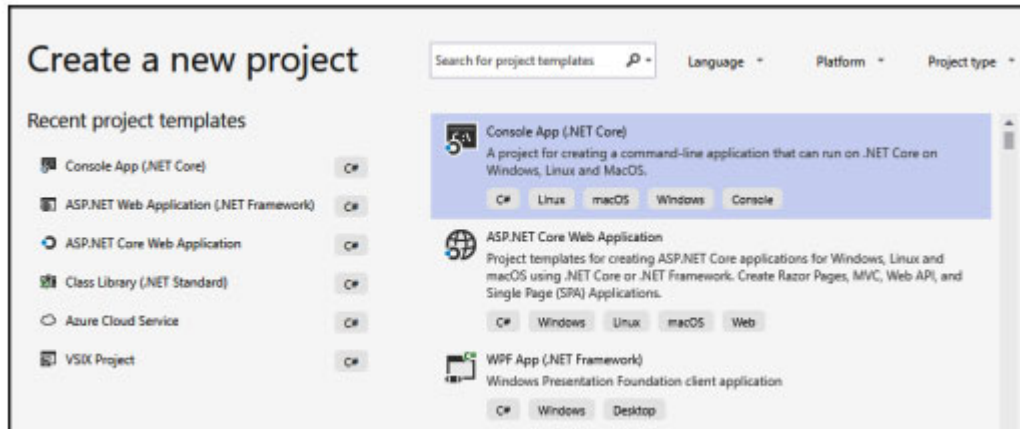 Create a new project
Search for project templates
Language
Platform
Project type
Recent project templates
Console App (.NET Core) C#
ASP.NET Web Application (.NET Framework) C#
ASP.NET Core Web Application C#
Class Library (.NET Standard) C#
Azure Cloud Service C#
VSIX Project C#
Console App (.NET Core)
A project for creating a command-line application that can run on .NET Core on
Windows, Linux and MacOS.
C# Linux macOS Windows Console
ASP.NET Core Web Application
Project templates for creating ASP.NET Core applications for Windows, Linux and
macOS using .NET Core or .NET Framework. Create Razor Pages, MVC, Web API, and
Single Page (SPA) Applications.
C# Windows Linux macOS Web
WPF App (.NET Framework)
Windows Presentation Foundation client application
C# Windows Desktop